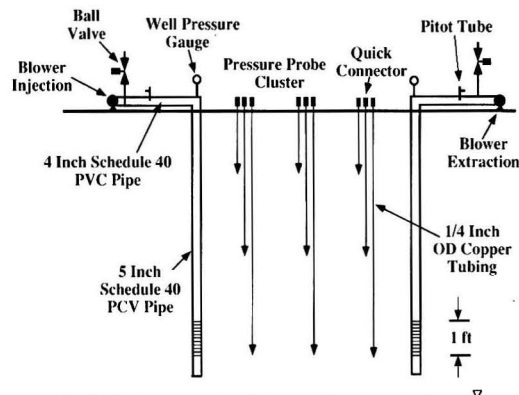 Ball
Valve
Well Pressure
Gauge
Pitot Tube
Blower
Injection
Pressure Probe
Cluster
Quick
Connector
4 Inch Schedule 40
PVC Pipe
Blower
Extraction
5 Inch
Schedule 40
PCV Pipe
1/4 Inch
OD Copper
Tubing
1 ft